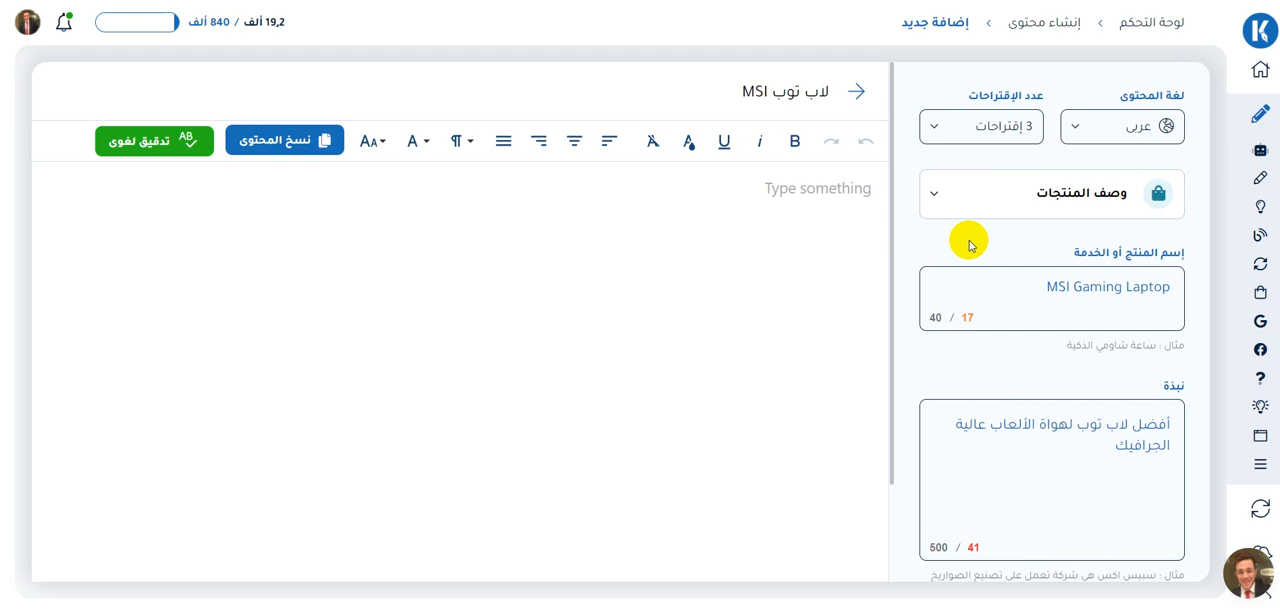 لوحة التحكم › إنشاء محتوى › إضافة جديد
19,2 ألف / 840 ألف
لغة المحتوى
عدد الإقتراحات
عربى
3 إقتراحات
وصف المنتجات
إسم المنتج أو الخدمة
MSI Gaming Laptop
17 / 40
مثال : ساعة شاومي الذكية
نبذة
أفضل لاب توب لهواة الألعاب عالية
الجرافيك
41 / 500
مثال : سبيس اكس هي شركة تعمل على تصنيع الصواريخ
لاب توب MSI
B i U A A
نسخ المحتوى
AB تدقيق لغوى
Type something